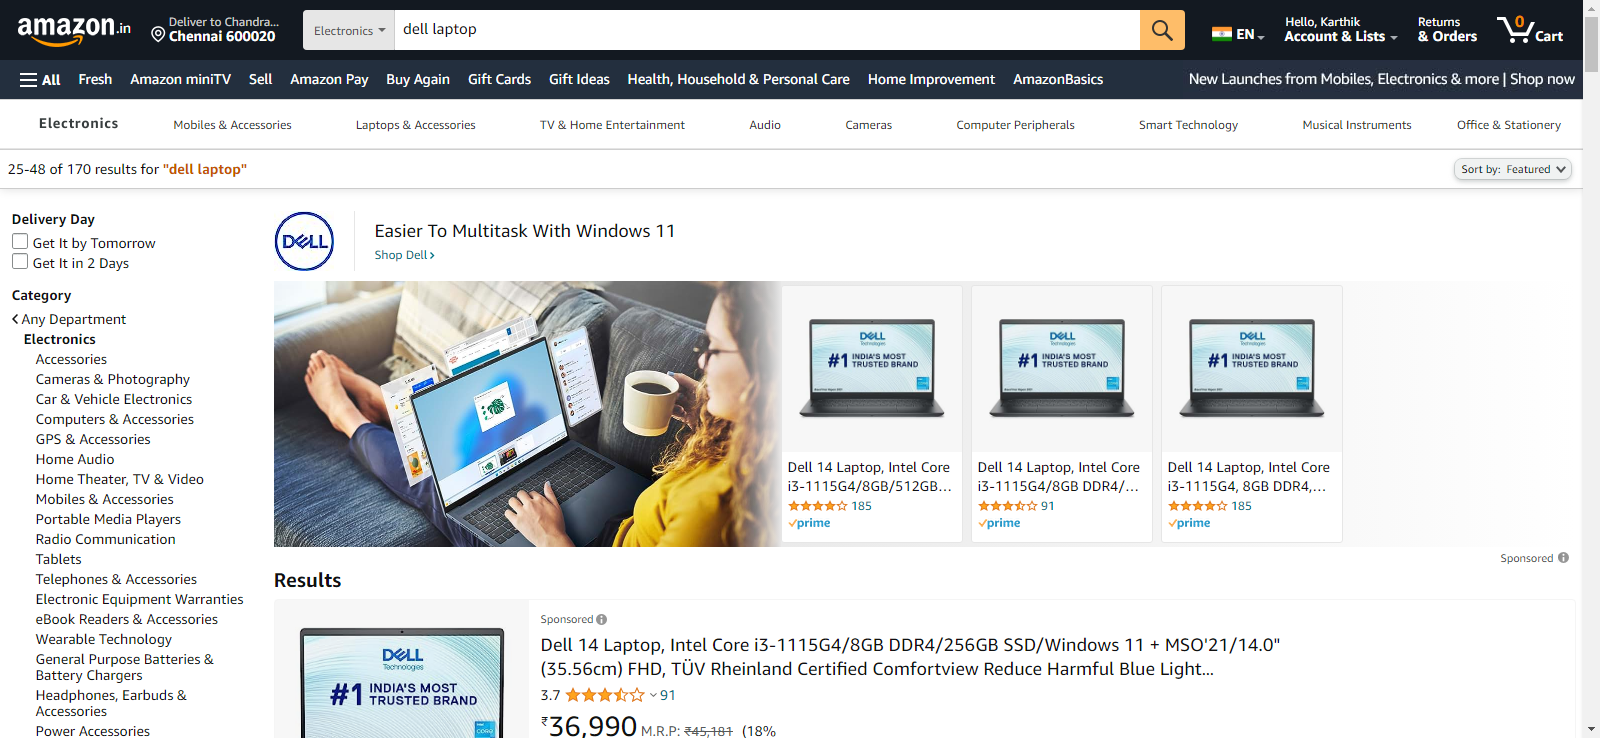 amazon.in
Deliver to Chandra...
Chennai 600020
Electronics
dell laptop
EN
Hello, Karthik
Account & Lists
Returns
& Orders
0
Cart
All
Fresh
Amazon miniTV
Sell
Amazon Pay
Buy Again
Gift Cards
Gift Ideas
Health, Household & Personal Care
Home Improvement
AmazonBasics
New Launches from Mobiles, Electronics & more | Shop now
Electronics
Mobiles & Accessories
Laptops & Accessories
TV & Home Entertainment
Audio
Cameras
Computer Peripherals
Smart Technology
Musical Instruments
Office & Stationery
25-48 of 170 results for "dell laptop"
Sort by: Featured
Delivery Day
Get It by Tomorrow
Get It in 2 Days
Category
Any Department
Electronics
Accessories
Cameras & Photography
Car & Vehicle Electronics
Computers & Accessories
GPS & Accessories
Home Audio
Home Theater, TV & Video
Mobiles & Accessories
Portable Media Players
Radio Communication
Tablets
Telephones & Accessories
Electronic Equipment Warranties
eBook Readers & Accessories
Wearable Technology
General Purpose Batteries &
Battery Chargers
Headphones, Earbuds &
Accessories
Power Accessories
DELL
Easier To Multitask With Windows 11
Shop Dell
DELL
Technologies
#1 INDIA'S MOST
TRUSTED BRAND
Dell 14 Laptop, Intel Core
i3-1115G4/8GB/512GB...
185
prime
DELL
Technologies
#1 INDIA'S MOST
TRUSTED BRAND
Dell 14 Laptop, Intel Core
i3-1115G4/8GB DDR4/...
91
prime
DELL
Technologies
#1 INDIA'S MOST
TRUSTED BRAND
Dell 14 Laptop, Intel Core
i3-1115G4, 8GB DDR4,...
185
prime
Sponsored
Results
DELL
Technologies
#1 INDIA'S MOST
TRUSTED BRAND
intel
CORE
Sponsored
Dell 14 Laptop, Intel Core i3-1115G4/8GB DDR4/256GB SSD/Windows 11 + MSO'21/14.0"
(35.56cm) FHD, TÜV Rheinland Certified Comfortview Reduce Harmful Blue Light...
3.7
91
₹36,990 M.R.P: ₹45,181 (18%